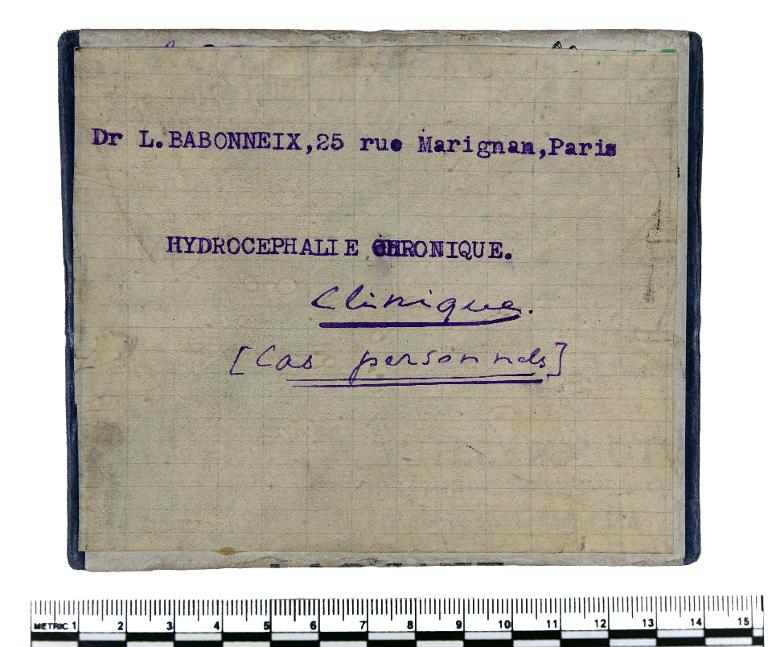 Dr L.BABONNEIX,25 rue Marignan,Paris
HYDROCEPHALIE CHRONIQUE.
Clinique.
[Cas personnels]
METRIC 1 2 3 4 5 6 7 8 9 10 11 12 13 14 15